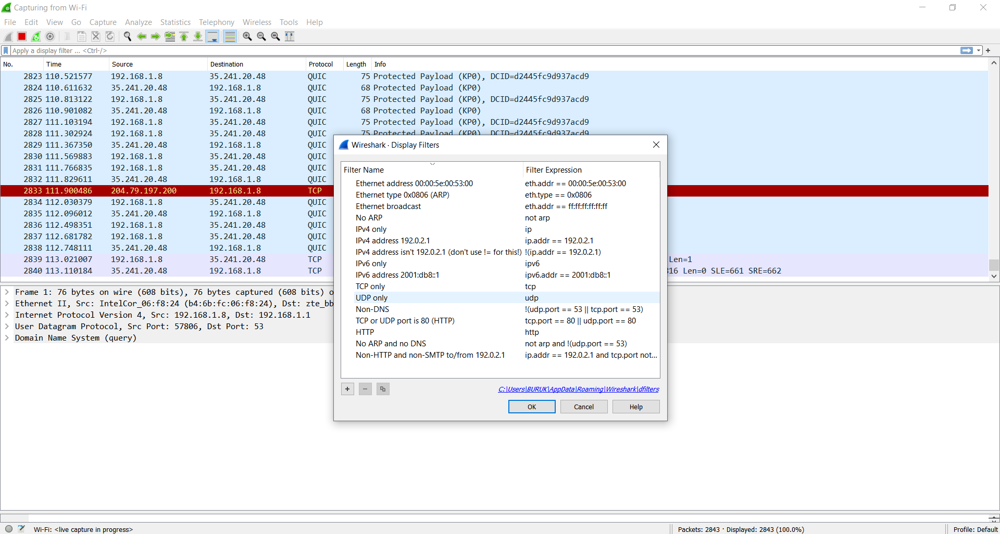 Capturing from Wi-Fi
File Edit View Go Capture Analyze Statistics Telephony Wireless Tools Help
Apply a display filter ... <Ctrl-/>
No. Time Source Destination Protocol Length Info
2823 110.521577 192.168.1.8 35.241.20.48 QUIC 75 Protected Payload (KP0), DCID=d2445fc9d937acd9
2824 110.611632 35.241.20.48 192.168.1.8 QUIC 68 Protected Payload (KP0)
2825 110.813122 192.168.1.8 35.241.20.48 QUIC 75 Protected Payload (KP0), DCID=d2445fc9d937acd9
2826 110.901082 35.241.20.48 192.168.1.8 QUIC 68 Protected Payload (KP0)
2827 111.103194 192.168.1.8 35.241.20.48 QUIC 75 Protected Payload (KP0), DCID=d2445fc9d937acd9
2828 111.302924 192.168.1.8 35.241.20.48 QUIC 75 Protected Payload (KP0), DCID=d2445fc9d937acd9
2829 111.367350 35.241.20.48 192.168.1.8 QUIC
2830 111.569883 192.168.1.8 35.241.20.48 QUIC
2831 111.766835 192.168.1.8 35.241.20.48 QUIC
2832 111.829611 35.241.20.48 192.168.1.8 QUIC
2833 111.900486 204.79.197.200 192.168.1.8 TCP
2834 112.030379 192.168.1.8 35.241.20.48 QUIC
2835 112.096012 35.241.20.48 192.168.1.8 QUIC
2836 112.498351 192.168.1.8 35.241.20.48 QUIC
2837 112.681782 192.168.1.8 35.241.20.48 QUIC
2838 112.748111 35.241.20.48 192.168.1.8 QUIC
2839 113.021007 192.168.1.8 35.241.20.48 TCP Len=1
2840 113.110184 35.241.20.48 192.168.1.8 TCP 16 Len=0 SLE=661 SRE=662
Frame 1: 76 bytes on wire (608 bits), 76 bytes captured (608 bits) o
Ethernet II, Src: IntelCor_06:f8:24 (b4:6b:fc:06:f8:24), Dst: zte_bb
Internet Protocol Version 4, Src: 192.168.1.8, Dst: 192.168.1.1
User Datagram Protocol, Src Port: 57806, Dst Port: 53
Domain Name System (query)
Wireshark · Display Filters
Filter Name Filter Expression
Ethernet address 00:00:5e:00:53:00 eth.addr == 00:00:5e:00:53:00
Ethernet type 0x0806 (ARP) eth.type == 0x0806
Ethernet broadcast eth.addr == ff:ff:ff:ff:ff:ff
No ARP not arp
IPv4 only ip
IPv4 address 192.0.2.1 ip.addr == 192.0.2.1
IPv4 address isn't 192.0.2.1 (don't use != for this!) !(ip.addr == 192.0.2.1)
IPv6 only ipv6
IPv6 address 2001:db8::1 ipv6.addr == 2001:db8::1
TCP only tcp
UDP only udp
Non-DNS !(udp.port == 53 || tcp.port == 53)
TCP or UDP port is 80 (HTTP) tcp.port == 80 || udp.port == 80
HTTP http
No ARP and no DNS not arp and !(udp.port == 53)
Non-HTTP and non-SMTP to/from 192.0.2.1 ip.addr == 192.0.2.1 and tcp.port not...
C:\Users\BURUK\AppData\Roaming\Wireshark\dfilters
OK Cancel Help
Wi-Fi: <live capture in progress> Packets: 2843 · Displayed: 2843 (100.0%) Profile: Default